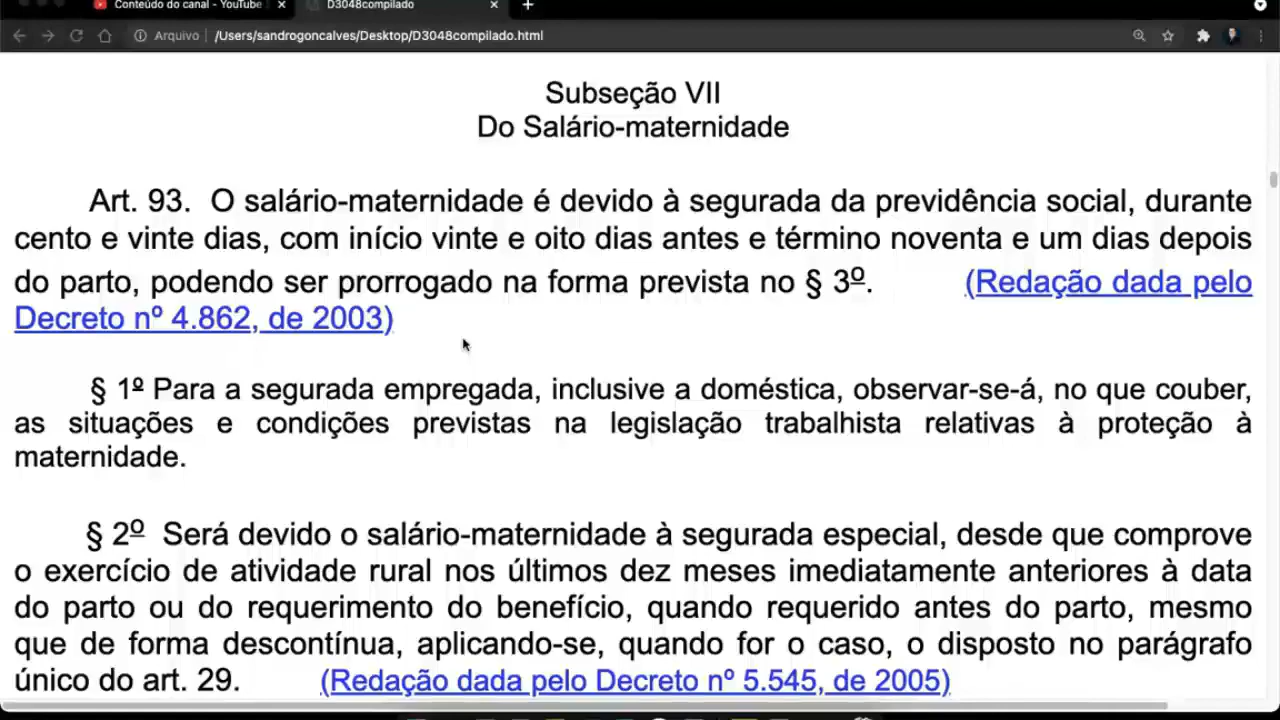 Conteúdo do canal - YouTube
D3048compilado
Arquivo
/Users/sandrogoncalves/Desktop/D3048compilado.html
Subseção VII
Do Salário-maternidade
Art. 93. O salário-maternidade é devido à segurada da previdência social, durante
cento e vinte dias, com início vinte e oito dias antes e término noventa e um dias depois
do parto, podendo ser prorrogado na forma prevista no § 3º. (Redação dada pelo
Decreto nº 4.862, de 2003)
§ 1º Para a segurada empregada, inclusive a doméstica, observar-se-á, no que couber,
as situações e condições previstas na legislação trabalhista relativas à proteção à
maternidade.
§ 2º Será devido o salário-maternidade à segurada especial, desde que comprove
o exercício de atividade rural nos últimos dez meses imediatamente anteriores à data
do parto ou do requerimento do benefício, quando requerido antes do parto, mesmo
que de forma descontínua, aplicando-se, quando for o caso, o disposto no parágrafo
único do art. 29. (Redação dada pelo Decreto nº 5.545, de 2005)